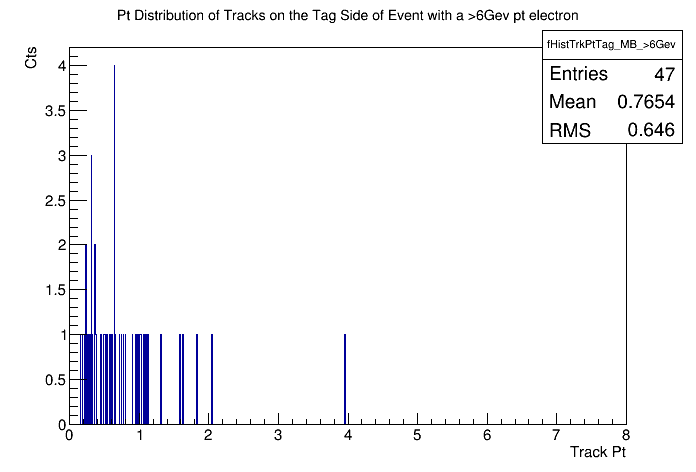 Pt Distribution of Tracks on the Tag Side of Event with a >6Gev pt electron
fHistTrkPtTag_MB_>6Gev
Entries 47
Mean 0.7654
RMS 0.646
Cts
4
3.5
3
2.5
2
1.5
1
0.5
0
0 1 2 3 4 5 6 7 8
Track Pt